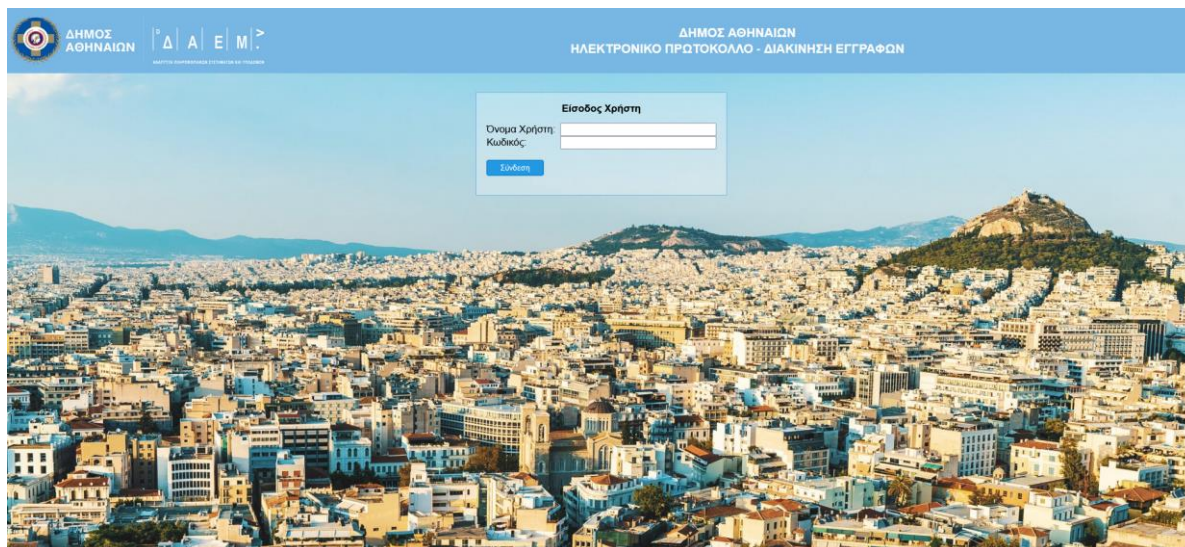 ΔΗΜΟΣ
ΑΘΗΝΑΙΩΝ
Δ Α Ε Μ
ΔΗΜΟΣ ΑΘΗΝΑΙΩΝ
ΗΛΕΚΤΡΟΝΙΚΟ ΠΡΩΤΟΚΟΛΛΟ - ΔΙΑΚΙΝΗΣΗ ΕΓΓΡΑΦΩΝ
Είσοδος Χρήστη
Όνομα Χρήστη:
Κωδικός:
Σύνδεση